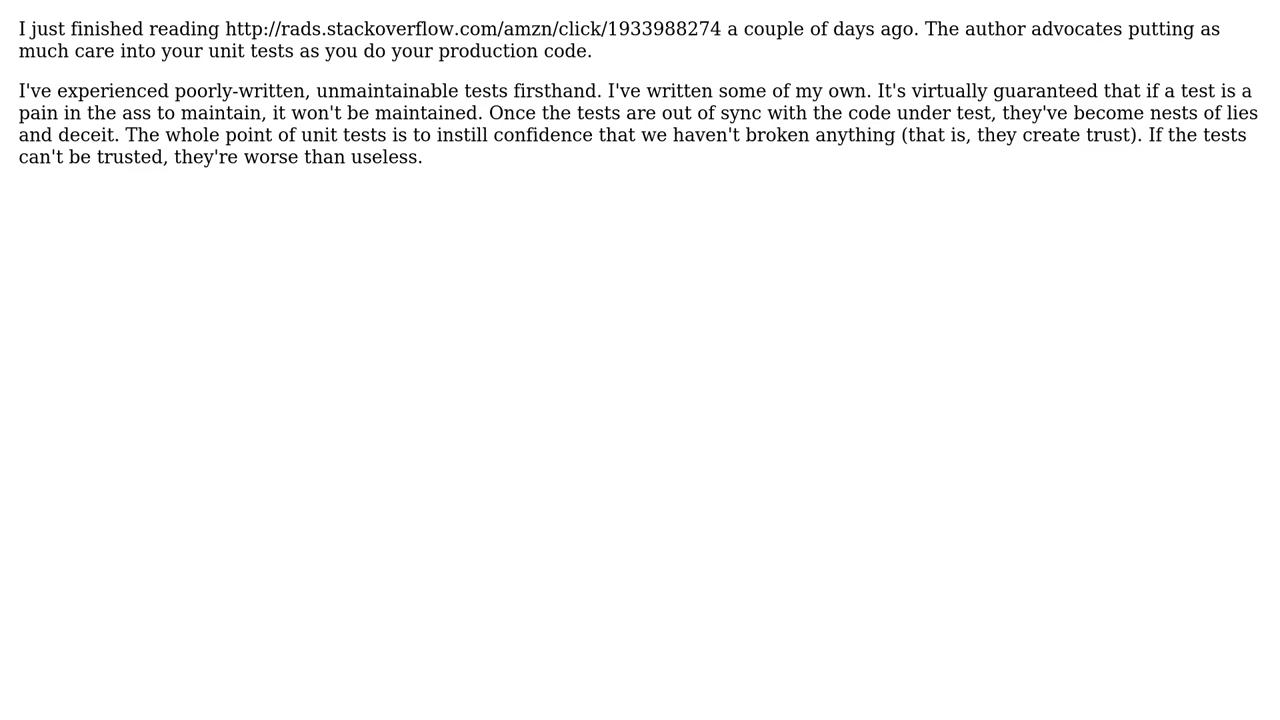 I just finished reading http://rads.stackoverflow.com/amzn/click/1933988274 a couple of days ago. The author advocates putting as
much care into your unit tests as you do your production code.
I've experienced poorly-written, unmaintainable tests firsthand. I've written some of my own. It's virtually guaranteed that if a test is a
pain in the ass to maintain, it won't be maintained. Once the tests are out of sync with the code under test, they've become nests of lies
and deceit. The whole point of unit tests is to instill confidence that we haven't broken anything (that is, they create trust). If the tests
can't be trusted, they're worse than useless.